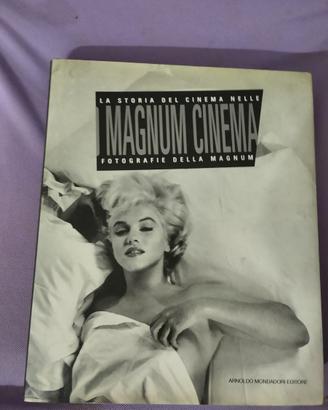 LA STORIA DEL CINEMA NELLE
MAGNUM CINEMA
FOTOGRAFIE DELLA MAGNUM
ARNOLDO MONDADORI EDITORE